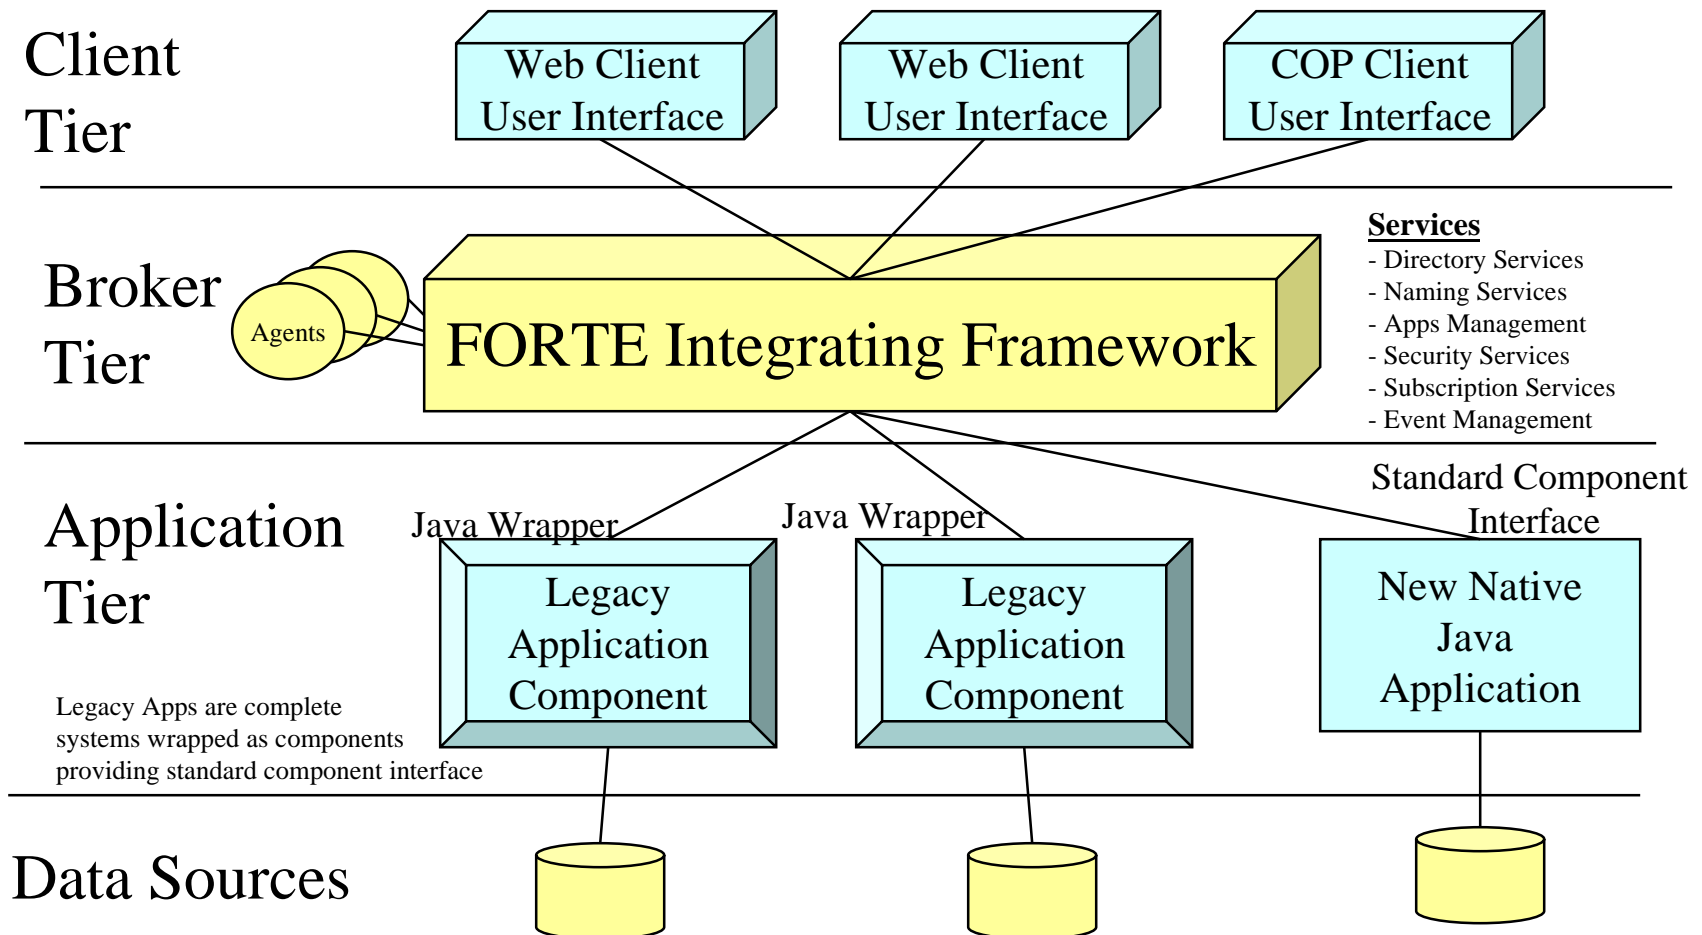 Client
Tier
Web Client
User Interface
Web Client
User Interface
COP Client
User Interface
Broker
Tier
Agents
FORTE Integrating Framework
Services
- Directory Services
- Naming Services
- Apps Management
- Security Services
- Subscription Services
- Event Management
Application
Tier
Java Wrapper
Java Wrapper
Standard Component
Interface
Legacy
Application
Component
Legacy
Application
Component
New Native
Java
Application
Legacy Apps are complete
systems wrapped as components
providing standard component interface
Data Sources